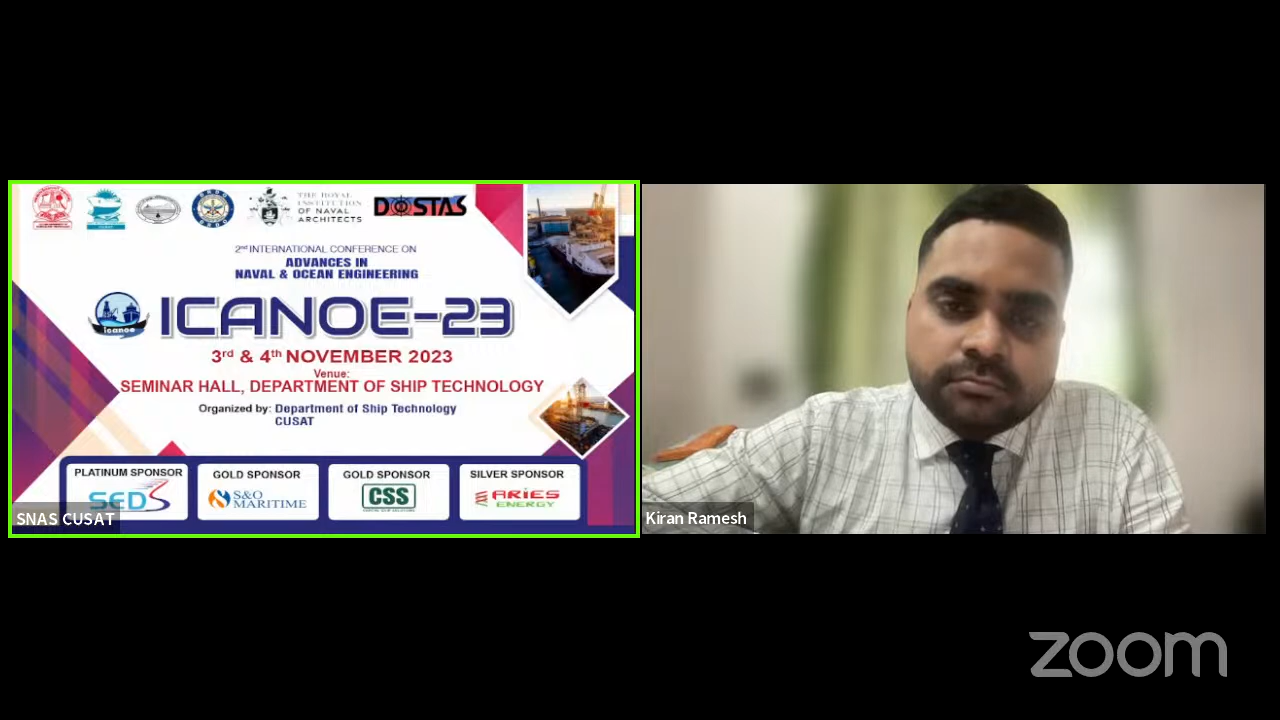 THE ROYAL
INSTITUTION
OF NAVAL
ARCHITECTS
DOSTAS
2nd INTERNATIONAL CONFERENCE ON
ADVANCES IN
NAVAL & OCEAN ENGINEERING
icanoe
ICANOE-23
3rd & 4th NOVEMBER 2023
Venue:
SEMINAR HALL, DEPARTMENT OF SHIP TECHNOLOGY
Organized by: Department of Ship Technology
CUSAT
PLATINUM SPONSOR
SEDS
GOLD SPONSOR
S&O
MARITIME
GOLD SPONSOR
CSS
SILVER SPONSOR
ARIES
ENERGY
SNAS CUSAT
Kiran Ramesh
zoom